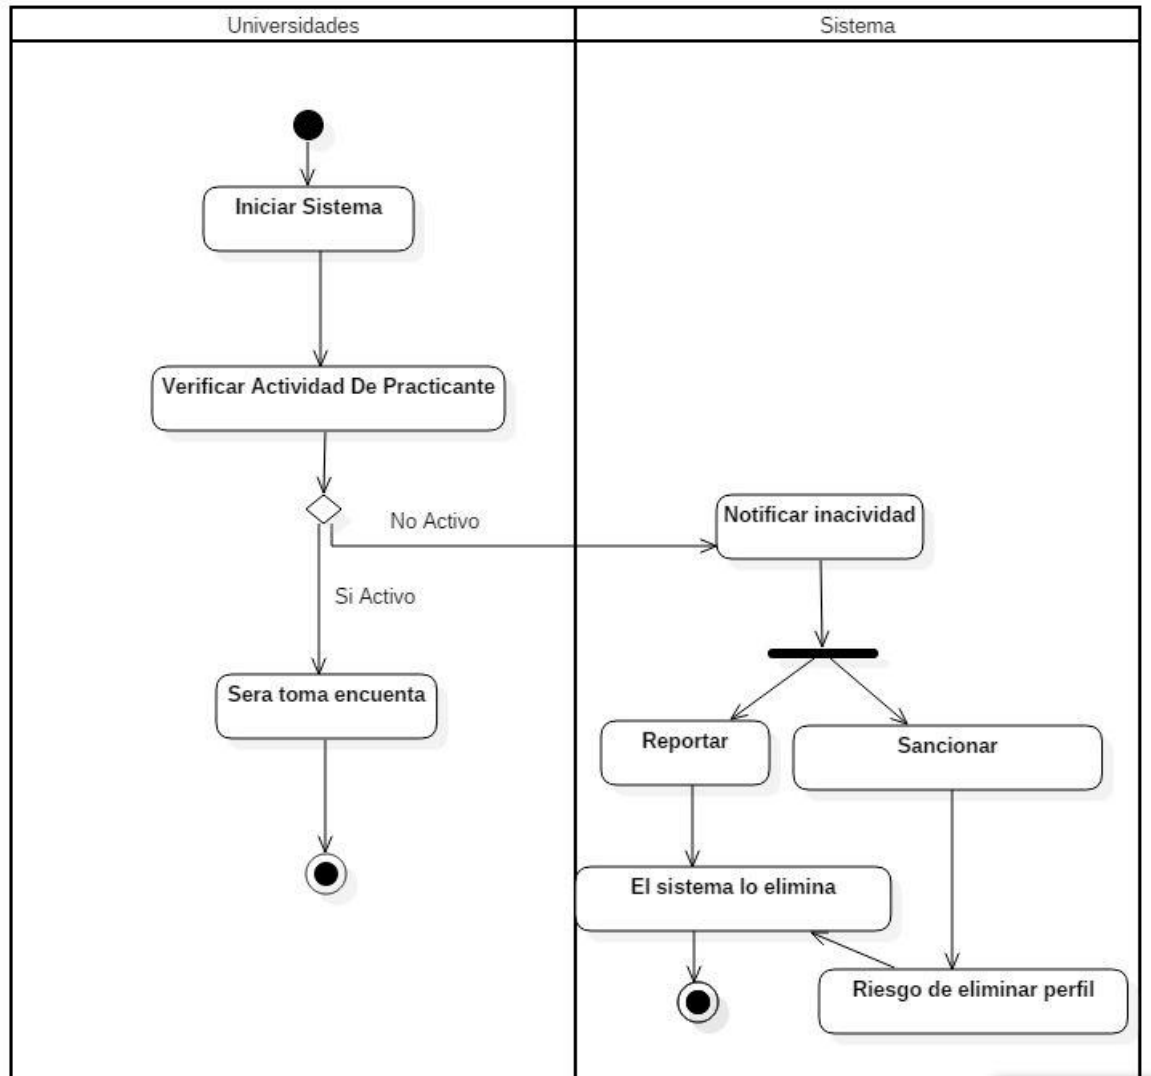 Universidades
Sistema
Iniciar Sistema
Verificar Actividad De Practicante
No Activo
Notificar inacividad
Si Activo
Sera toma encuenta
Reportar
Sancionar
El sistema lo elimina
Riesgo de eliminar perfil